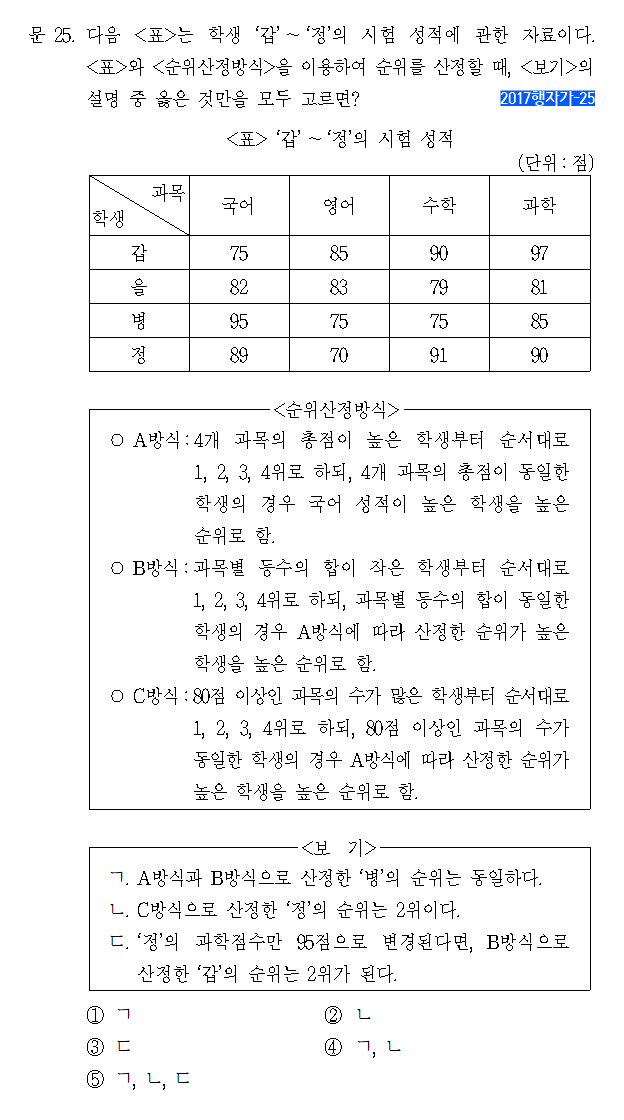 문 25. 다음 <표>는 학생 ‘갑’ ~ ‘정’의 시험 성적에 관한 자료이다.
<표>와 <순위산정방식>을 이용하여 순위를 산정할 때, <보기>의
설명 중 옳은 것만을 모두 고르면? 2017행자가-25
<표> ‘갑’ ~ ‘정’의 시험 성적
(단위 : 점)
과목
학생 국어 영어 수학 과학
갑 75 85 90 97
을 82 83 79 81
병 95 75 75 85
정 89 70 91 90
<순위산정방식>
○ A방식 : 4개 과목의 총점이 높은 학생부터 순서대로
1, 2, 3, 4위로 하되, 4개 과목의 총점이 동일한
학생의 경우 국어 성적이 높은 학생을 높은
순위로 함.
○ B방식 : 과목별 등수의 합이 작은 학생부터 순서대로
1, 2, 3, 4위로 하되, 과목별 등수의 합이 동일한
학생의 경우 A방식에 따라 산정한 순위가 높은
학생을 높은 순위로 함.
○ C방식 : 80점 이상인 과목의 수가 많은 학생부터 순서대로
1, 2, 3, 4위로 하되, 80점 이상인 과목의 수가
동일한 학생의 경우 A방식에 따라 산정한 순위가
높은 학생을 높은 순위로 함.
<보 기>
ㄱ. A방식과 B방식으로 산정한 ‘병’의 순위는 동일하다.
ㄴ. C방식으로 산정한 ‘정’의 순위는 2위이다.
ㄷ. ‘정’의 과학점수만 95점으로 변경된다면, B방식으로
산정한 ‘갑’의 순위는 2위가 된다.
① ㄱ ② ㄴ
③ ㄷ ④ ㄱ, ㄴ
⑤ ㄱ, ㄴ, ㄷ